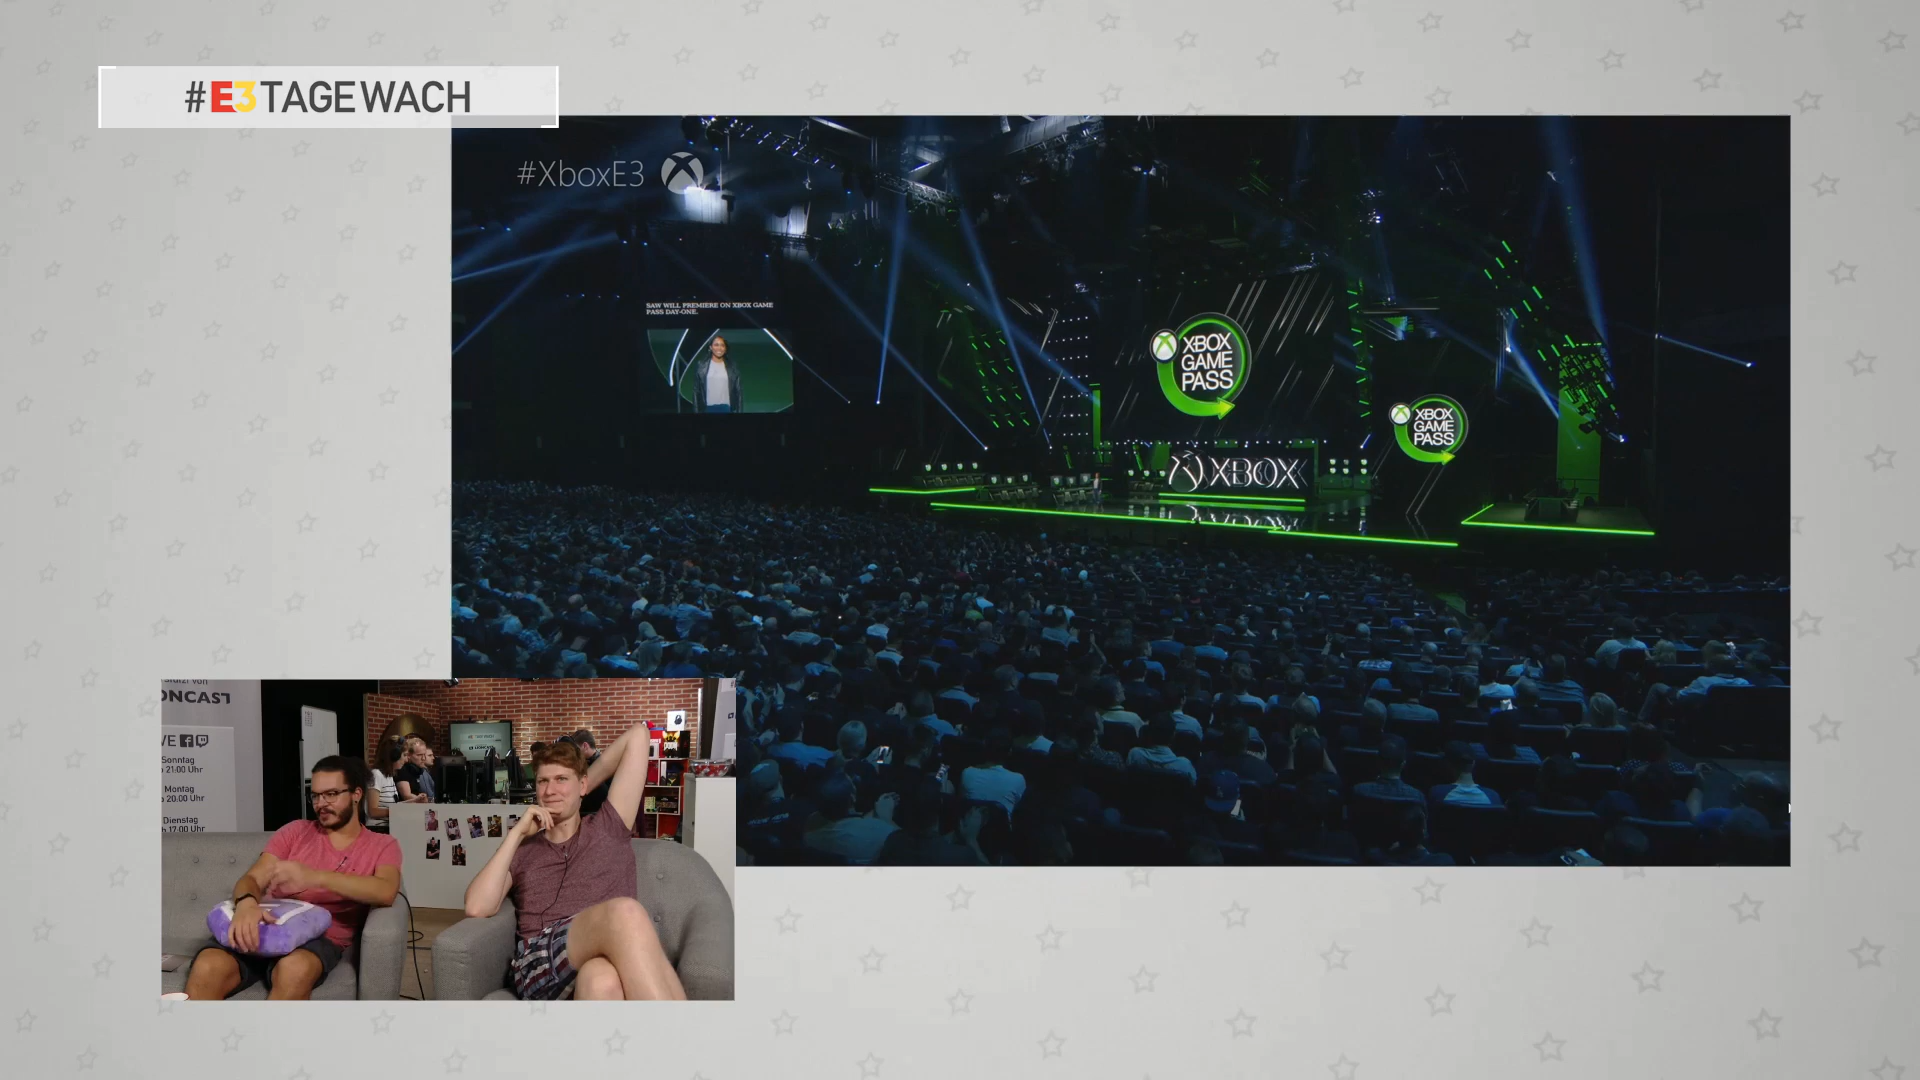 #E3TAGEWACH
#XboxE3
SAW WILL PREMIERE ON XBOX GAME
PASS DAY-ONE.
XBOX
GAME
PASS
XBOX
GAME
PASS
XBOX
ONCAST
Sonntag
21:00 Uhr
Montag
20:00 Uhr
Dienstag
17:00 Uhr